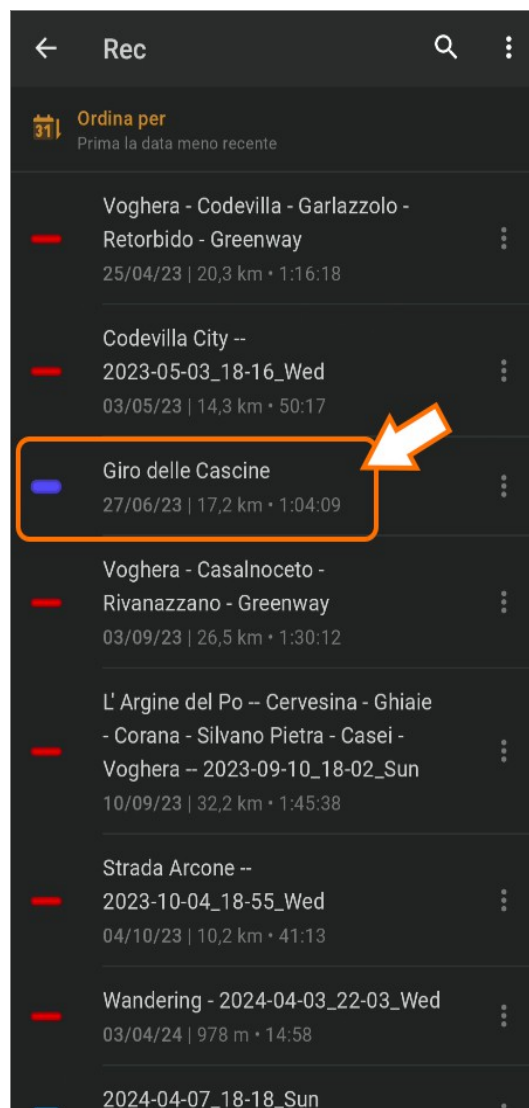 Rec
31
Ordina per
Prima la data meno recente
Voghera - Codevilla - Garlazzolo -
Retorbido - Greenway
25/04/23 | 20,3 km • 1:16:18
Codevilla City --
2023-05-03_18-16_Wed
03/05/23 | 14,3 km • 50:17
Giro delle Cascine
27/06/23 | 17,2 km • 1:04:09
Voghera - Casalnoceto -
Rivanazzano - Greenway
03/09/23 | 26,5 km • 1:30:12
L' Argine del Po -- Cervesina - Ghiaie
- Corana - Silvano Pietra - Casei -
Voghera -- 2023-09-10_18-02_Sun
10/09/23 | 32,2 km • 1:45:38
Strada Arcone --
2023-10-04_18-55_Wed
04/10/23 | 10,2 km • 41:13
Wandering - 2024-04-03_22-03_Wed
03/04/24 | 978 m • 14:58
2024-04-07_18-18_Sun